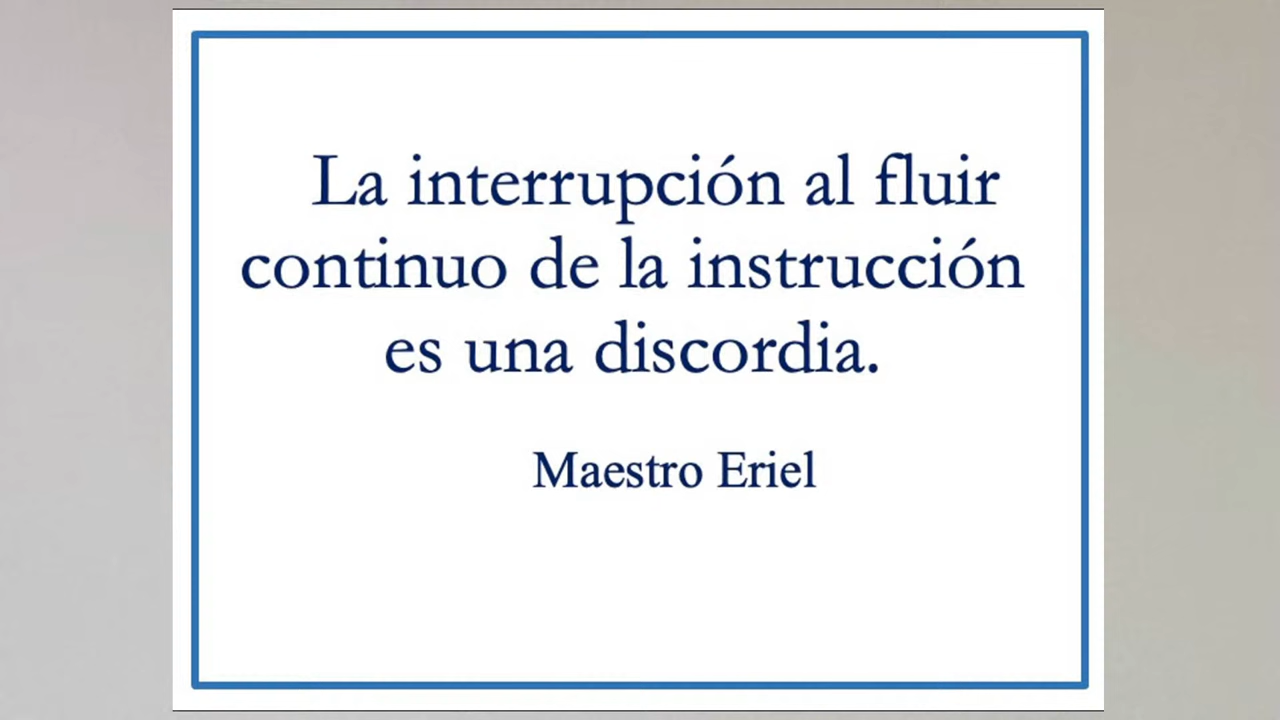 La interrupción al fluir
continuo de la instrucción
es una discordia.
Maestro Eriel